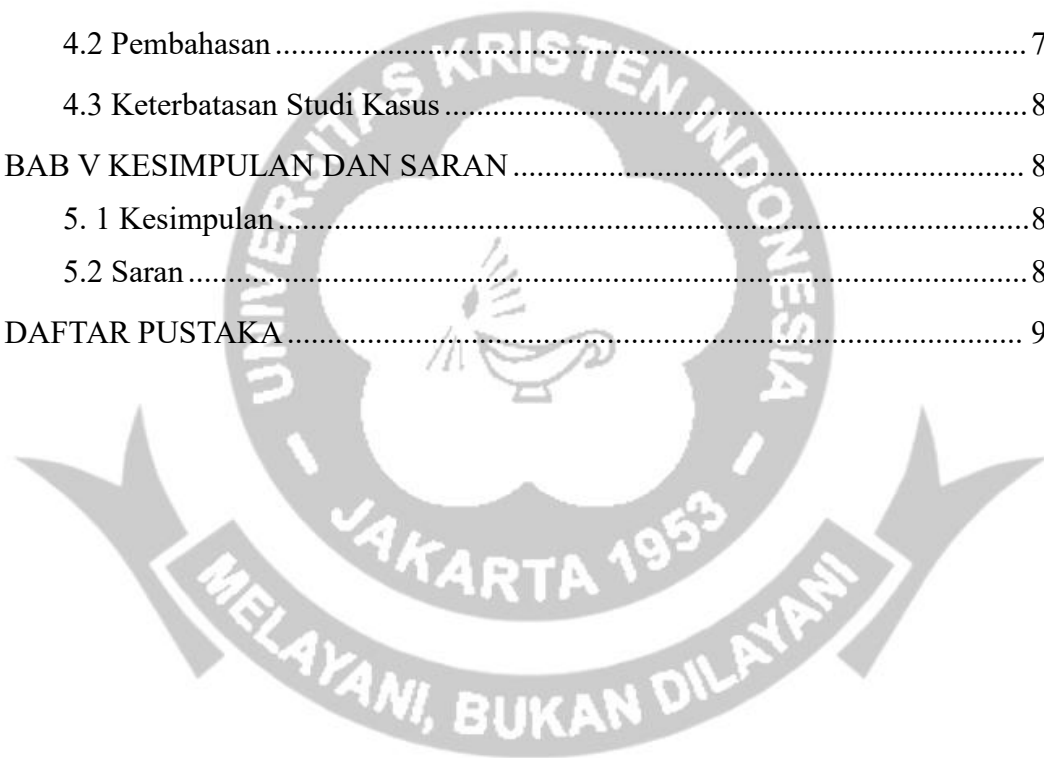 4.2 Pembahasan........................................................................................................ 7
4.3 Keterbatasan Studi Kasus................................................................................ 8
BAB V KESIMPULAN DAN SARAN...................................................................... 8
5. 1 Kesimpulan........................................................................................................ 8
5.2 Saran.................................................................................................................... 8
DAFTAR PUSTAKA.................................................................................................. 9
UNIVERSITAS KRISTEN INDONESIA
- JAKARTA 1953 -
MELAYANI, BUKAN DILAYANI